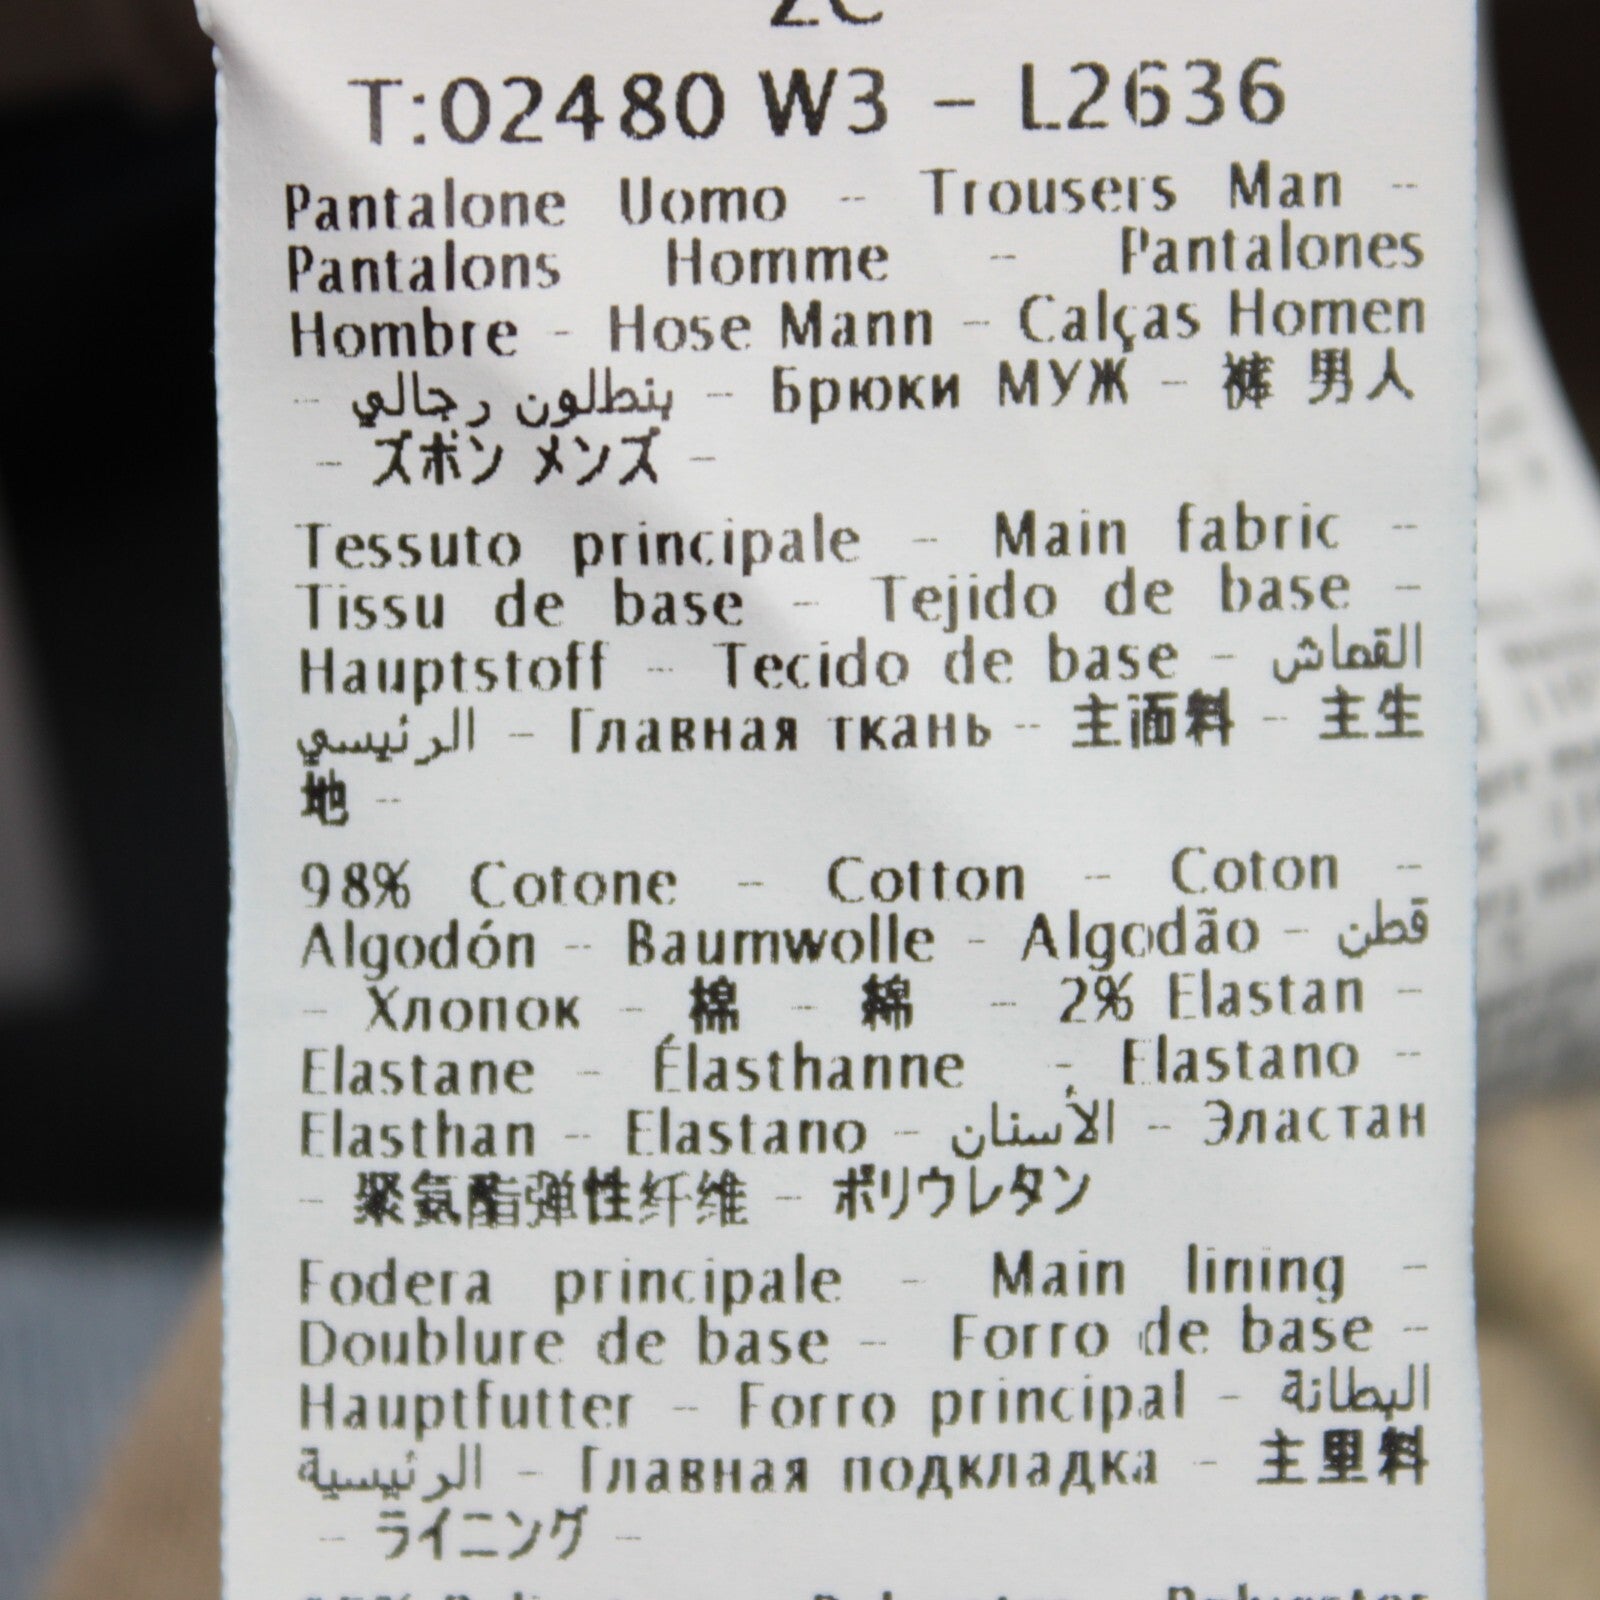 T:02480 W3 - L2636
Pantalone Uomo - Trousers Man -
Pantalons Homme - Pantalones
Hombre - Hose Mann - Calças Homen
- بنطلون رجالي - Брюки МУЖ - 裤 男人
- ズボン メンズ -
Tessuto principale - Main fabric -
Tissu de base - Tejido de base -
Hauptstoff - Tecido de base - القماش
الرئيسي - Главная ткань - 主面料 - 主生
地 -
98% Cotone - Cotton - Coton -
Algodón - Baumwolle - Algodão - قطن
- Хлопок - 棉 - 綿 - 2% Elastan -
Elastane - Élasthanne - Elastano -
Elasthan - Elastano - الأستان - Эластан
- 聚氨酯弹性纤维 - ポリウレタン
Fodera principale - Main lining -
Doublure de base - Forro de base -
Hauptfutter - Forro principal - البطانة
الرئيسية - Главная подкладка - 主里料
- ライニング -